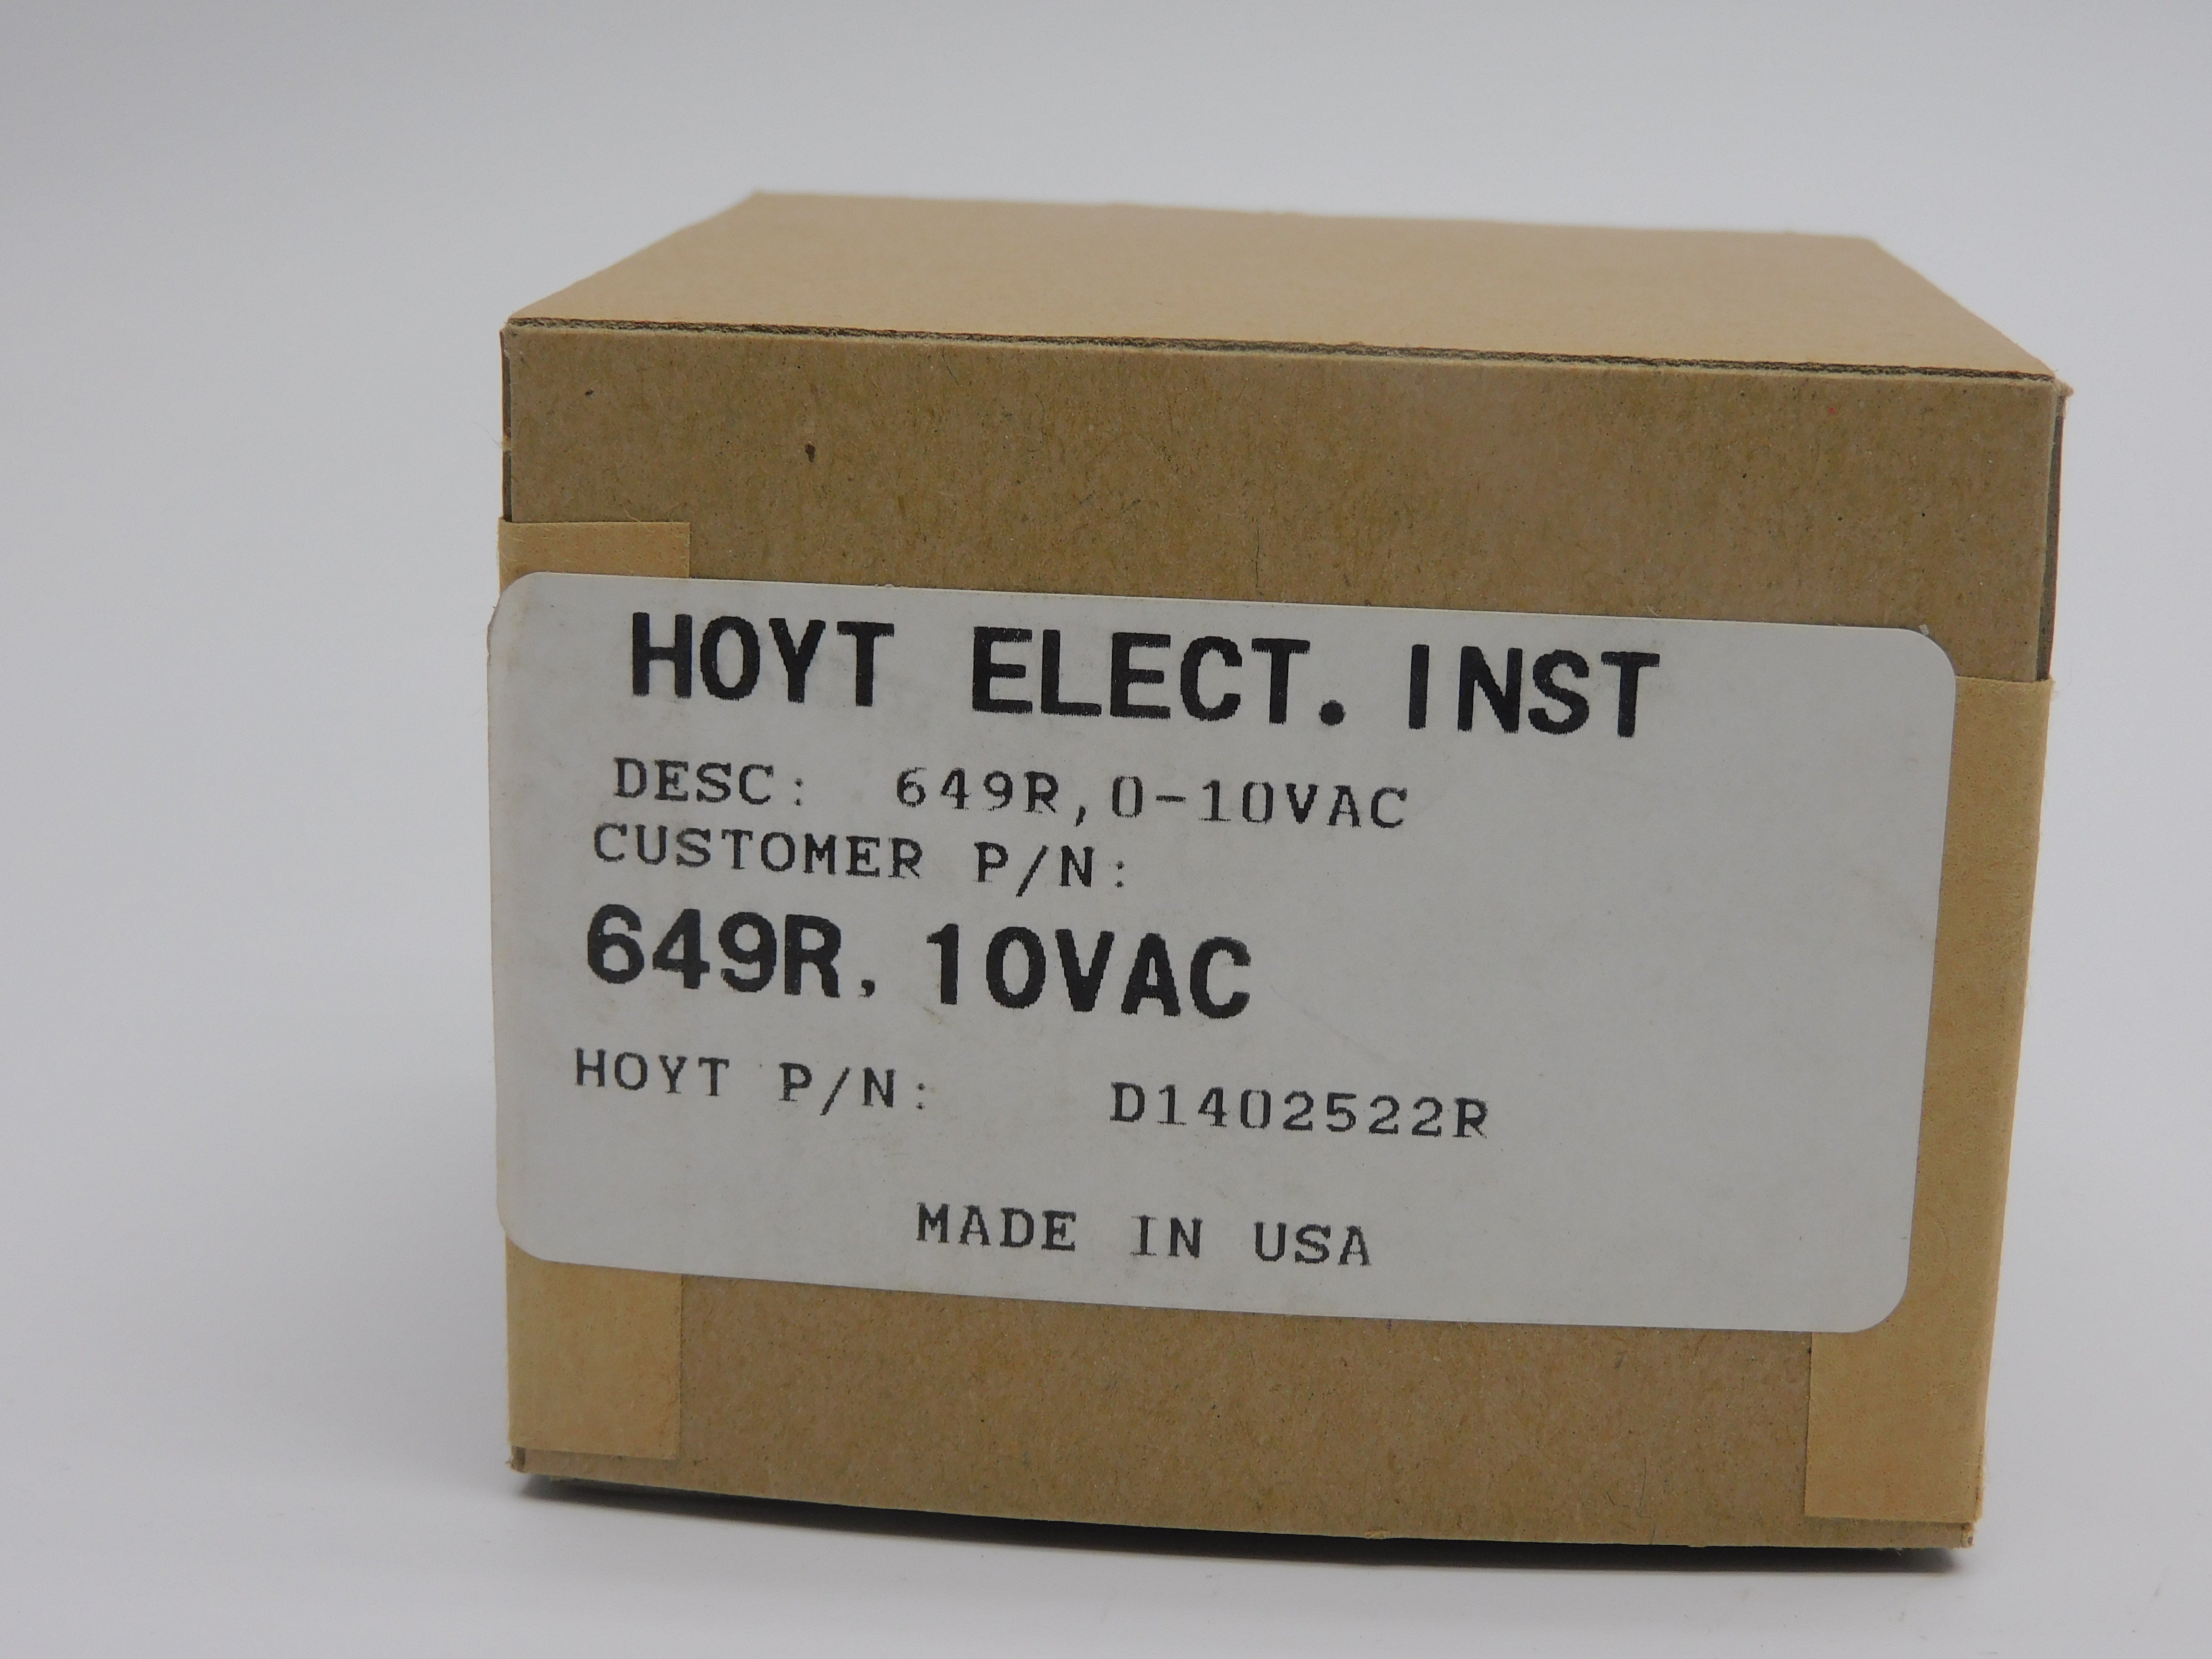 HOYT ELECT. INST
DESC: 649R,0-10VAC
CUSTOMER P/N:
649R, 10VAC
HOYT P/N: D1402522R
MADE IN USA